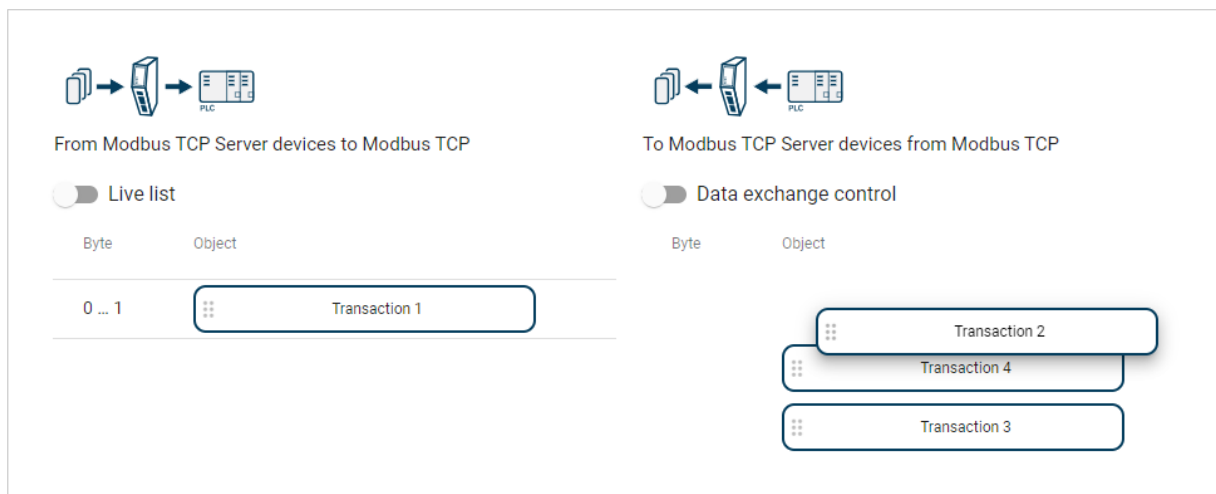 PLC
From Modbus TCP Server devices to Modbus TCP
Live list
Byte Object
0 ... 1 Transaction 1
PLC
To Modbus TCP Server devices from Modbus TCP
Data exchange control
Byte Object
Transaction 2
Transaction 4
Transaction 3